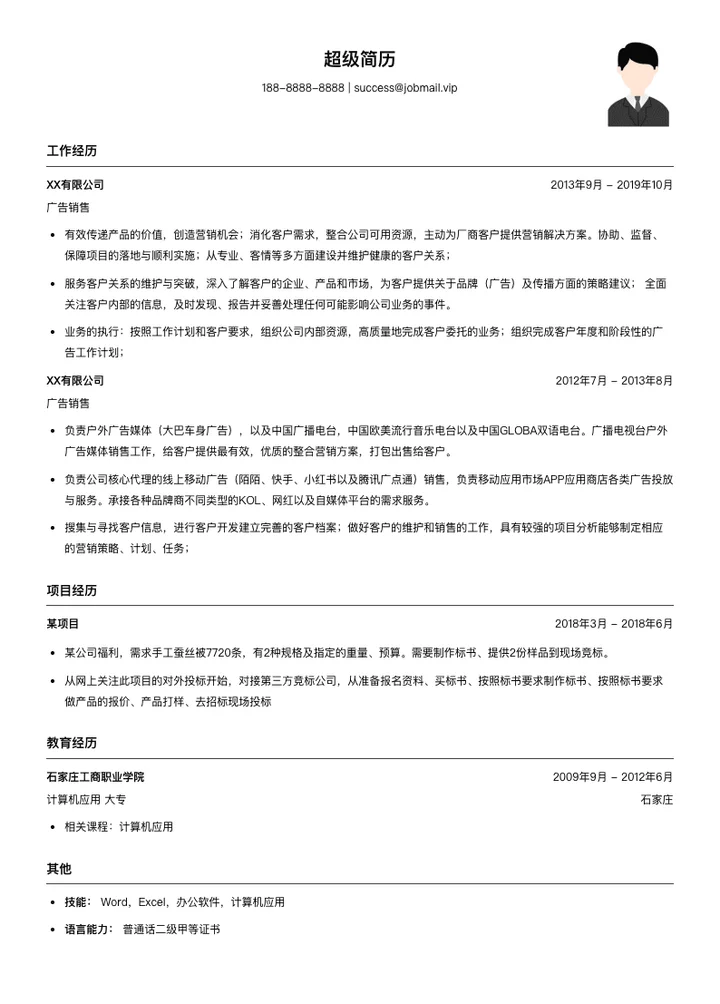 超级简历
188-8888-8888 | success@jobmail.vip
工作经历
XX有限公司 2013年9月 – 2019年10月
广告销售
• 有效传递产品的价值，创造营销机会；消化客户需求，整合公司可用资源，主动为厂商客户提供营销解决方案。协助、监督、
保障项目的落地与顺利实施；从专业、客情等多方面建设并维护健康的客户关系；
• 服务客户关系的维护与突破，深入了解客户的企业、产品和市场，为客户提供关于品牌（广告）及传播方面的策略建议； 全面
关注客户内部的信息，及时发现、报告并妥善处理任何可能影响公司业务的事件。
• 业务的执行：按照工作计划和客户要求，组织公司内部资源，高质量地完成客户委托的业务；组织完成客户年度和阶段性的广
告工作计划；
XX有限公司 2012年7月 – 2013年8月
广告销售
• 负责户外广告媒体（大巴车身广告），以及中国广播电台，中国欧美流行音乐电台以及中国GLOBA双语电台。广播电视台户外
广告媒体销售工作，给客户提供最有效，优质的整合营销方案，打包出售给客户。
• 负责公司核心代理的线上移动广告（陌陌、快手、小红书以及腾讯广点通）销售，负责移动应用市场APP应用商店各类广告投放
与服务。承接各种品牌商不同类型的KOL、网红以及自媒体平台的需求服务。
• 搜集与寻找客户信息，进行客户开发建立完善的客户档案；做好客户的维护和销售的工作，具有较强的项目分析能够制定相应
的营销策略、计划、任务；
项目经历
某项目 2018年3月 – 2018年6月
• 某公司福利，需求手工蚕丝被7720条，有2种规格及指定的重量、预算。需要制作标书、提供2份样品到现场竞标。
• 从网上关注此项目的对外投标开始，对接第三方竞标公司，从准备报名资料、买标书、按照标书要求制作标书、按照标书要求
做产品的报价、产品打样、去招标现场投标
教育经历
石家庄工商职业学院 2009年9月 – 2012年6月
计算机应用 大专 石家庄
• 相关课程：计算机应用
其他
• 技能： Word，Excel，办公软件，计算机应用
• 语言能力： 普通话二级甲等证书